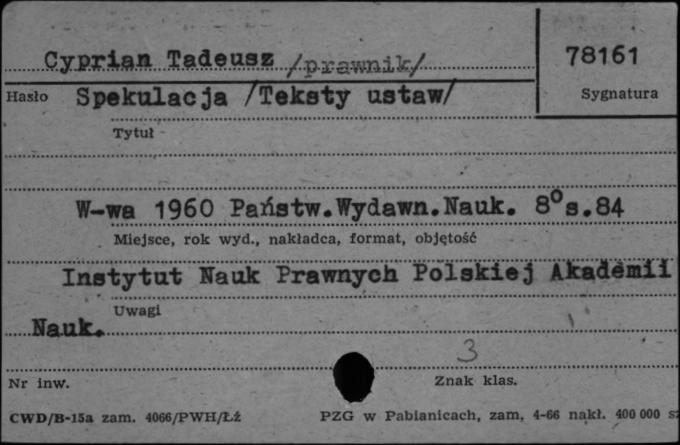 Cyprian Tadeusz /prawnik/
78161
Hasło Spekulacja /Teksty ustaw/
Sygnatura
Tytuł
W-wa 1960 Państw.Wydawn.Nauk. 8° s.84
Miejsce, rok wyd., nakładca, format, objętość
Instytut Nauk Prawnych Polskiej Akademii
Uwagi
Nauk.
3
Nr inw.
Znak klas.
CWD/B-15a zam. 4066/PWH/Łź
PZG w Pabianicach, zam, 4-66 nakł. 400 000 sz